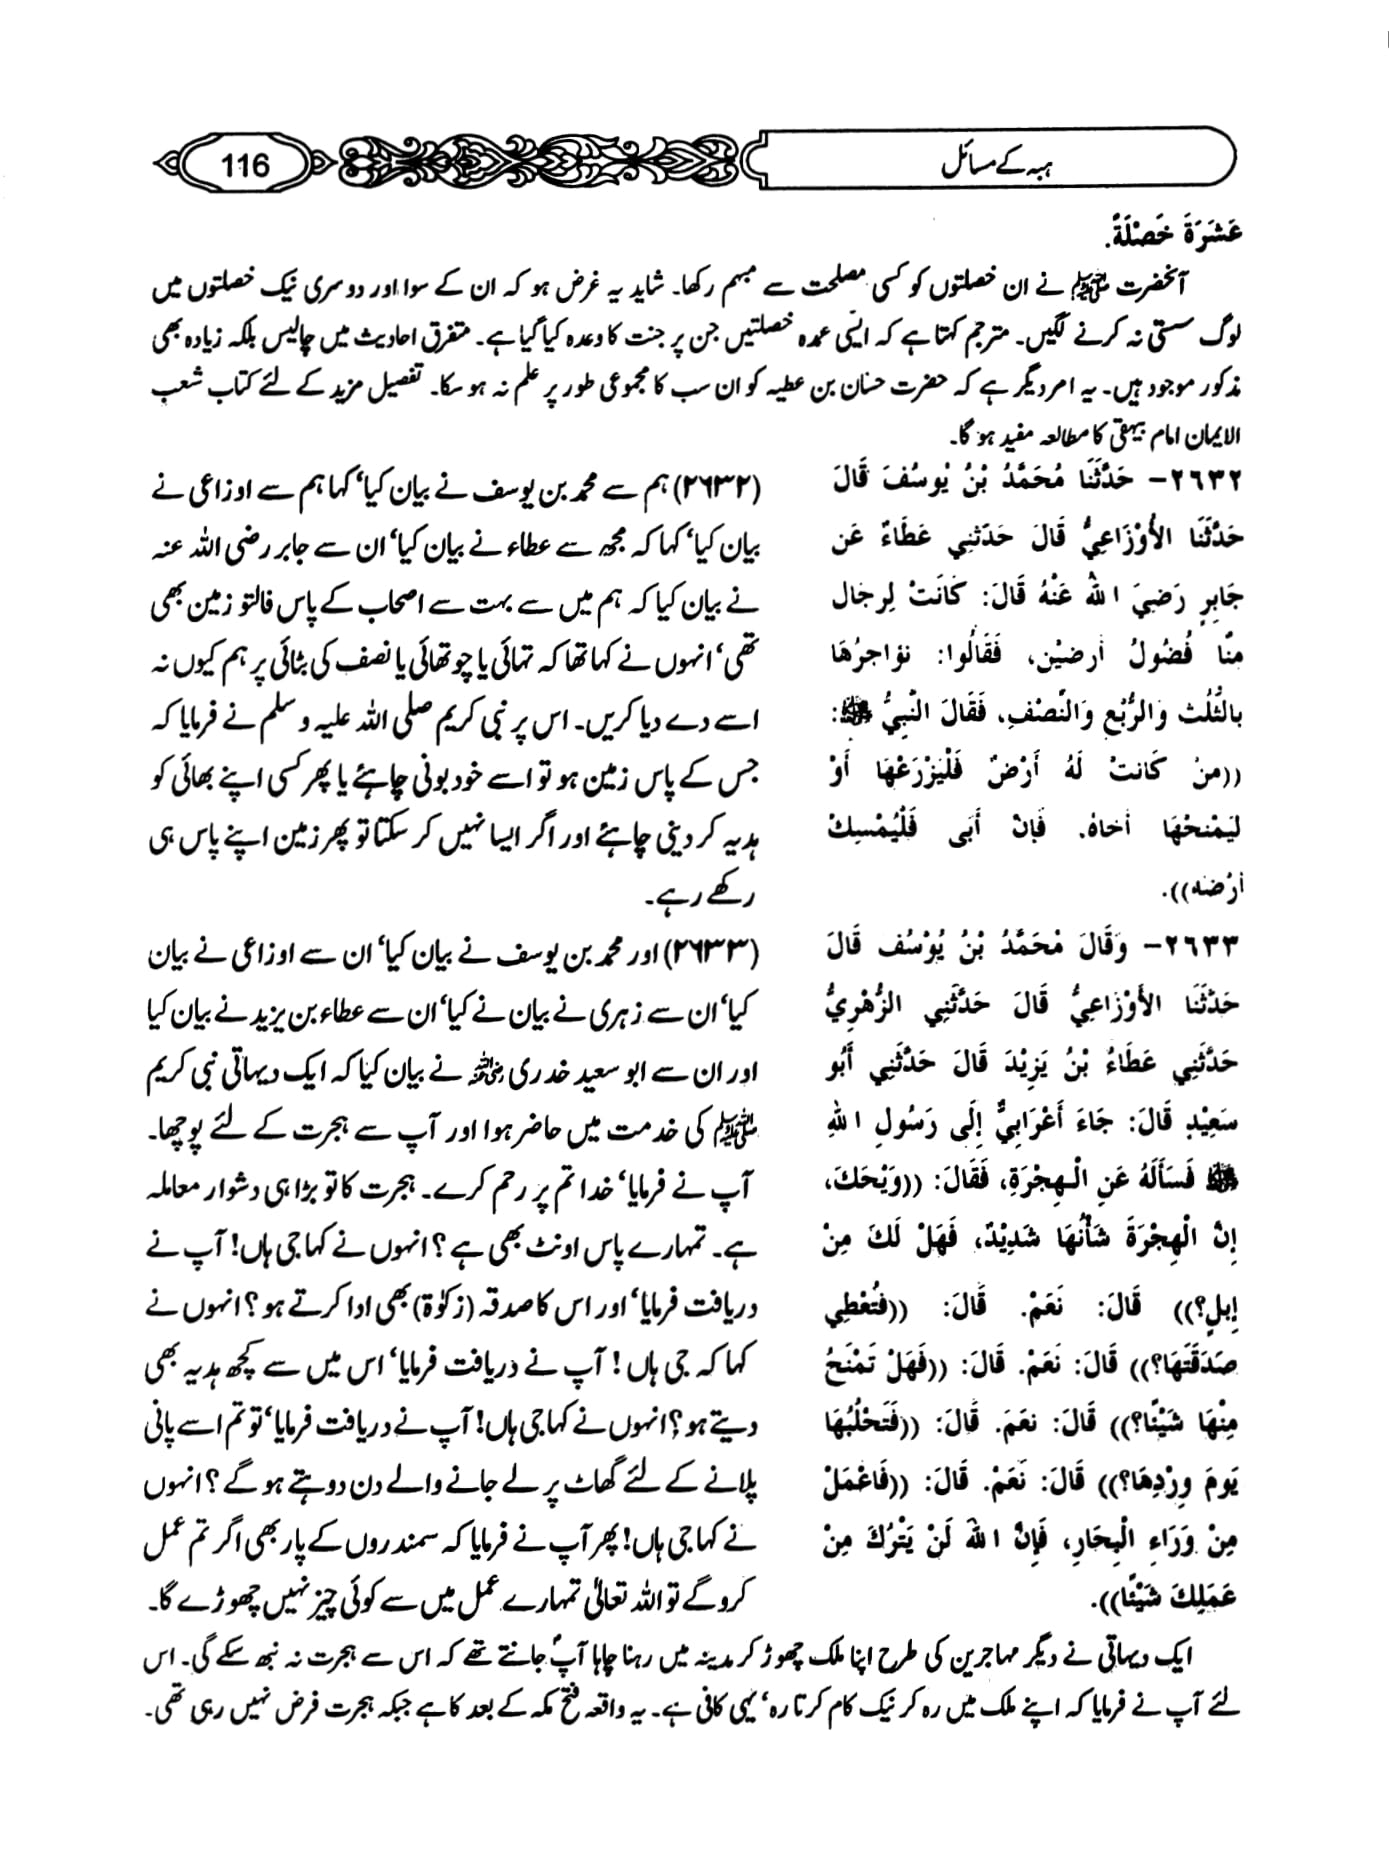 ہبہ کے مسائل
116
عَشَرَةَ خَصْلَةً.
آنحضرت ﷺ نے ان خصلتوں کو کسی مصلحت سے مبہم رکھا۔ شاید یہ غرض ہو کہ ان کے سوا اور دوسری نیک خصلتوں میں
لوگ سستی نہ کرنے لگیں۔ مترجم کہتا ہے کہ ایسی عمدہ خصلتیں جن پر جنت کا وعدہ کیا گیا ہے۔ متفرق احادیث میں چالیس بلکہ زیادہ بھی
مذکور موجود ہیں۔ یہ امر دیگر ہے کہ حضرت حسان بن عطیہ کو ان سب کا مجموعی طور پر علم نہ ہو سکا۔ تفصیل مزید کے لئے کتاب شعب
الایمان امام بیہقی کا مطالعہ مفید ہو گا۔
٢٦٣٢– حَدَّثَنَا مُحَمَّدُ بْنُ يُوسُفَ قَالَ
حَدَّثَنَا الأَوْزَاعِيُّ قَالَ حَدَّثَنِي عَطَاءٌ عَن
جَابِرٍ رَضِيَ اللهُ عَنْهُ قَالَ: كَانَتْ لِرِجَالٍ
مِنَّا فُضُولُ أَرَضِيْنَ، فَقَالُوا: نُؤَاجِرُهَا
بِالثُّلُثِ وَالرُّبُعِ وَالنِّصْفِ، فَقَالَ النَّبِيُّ ﷺ:
((مَنْ كَانَتْ لَهُ أَرْضٌ فَلْيَزْرَعْهَا أَوْ
لِيَمْنَحْهَا أَخَاهُ، فَإِنْ أَبَى فَلْيُمْسِكْ
أَرْضَهُ)).
(۲۶۳۲) ہم سے محمد بن یوسف نے بیان کیا‘ کہا ہم سے اوزاعی نے
بیان کیا‘ کہا کہ مجھ سے عطاء نے بیان کیا‘ ان سے جابر رضی اللہ عنہ
نے بیان کیا کہ ہم میں سے بہت سے اصحاب کے پاس فالتو زمین بھی
تھی‘ انہوں نے کہا تھا کہ تہائی یا چوتھائی یا نصف کی بٹائی پر ہم کیوں نہ
اسے دے دیا کریں۔ اس پر نبی کریم صلی اللہ علیہ و سلم نے فرمایا کہ
جس کے پاس زمین ہو تو اسے خود بونی چاہئے یا پھر کسی اپنے بھائی کو
ہدیہ کر دینی چاہئے اور اگر ایسا نہیں کر سکتا تو پھر زمین اپنے پاس ہی
رکھے رہے۔
٢٦٣٣– وَقَالَ مُحَمَّدُ بْنُ يُوسُفَ قَالَ
حَدَّثَنَا الأَوْزَاعِيُّ قَالَ حَدَّثَنِي الزُّهْرِيُّ
حَدَّثَنِي عَطَاءُ بْنُ يَزِيْدَ قَالَ حَدَّثَنِي أَبُو
سَعِيْدٍ قَالَ: جَاءَ أَعْرَابِيٌّ إِلَى رَسُولِ اللهِ
ﷺ فَسَأَلَهُ عَنِ الْهِجْرَةِ، فَقَالَ: ((وَيْحَكَ،
إِنَّ الْهِجْرَةَ شَأْنُهَا شَدِيْدٌ، فَهَلْ لَكَ مِنْ
إِبِلٍ؟)) قَالَ: نَعَمْ. قَالَ: ((فَتُعْطِي
صَدَقَتَهَا؟)) قَالَ: نَعَمْ. قَالَ: ((فَهَلْ تَمْنَحُ
مِنْهَا شَيْئًا؟)) قَالَ: نَعَمْ. قَالَ: ((فَتَحْلُبُهَا
يَومَ وِرْدِهَا؟)) قَالَ: نَعَمْ. قَالَ: ((فَاعْمَلْ
مِنْ وَرَاءِ الْبِحَارِ، فَإِنَّ اللهَ لَنْ يَتْرُكَ مِنْ
عَمَلِكَ شَيْئًا)).
(۲۶۳۳) اور محمد بن یوسف نے بیان کیا‘ ان سے اوزاعی نے بیان
کیا‘ ان سے زہری نے بیان نے کیا‘ ان سے عطاء بن یزید نے بیان کیا
اور ان سے ابو سعید خدری رضی اللہ عنہ نے بیان کیا کہ ایک دیہاتی نبی کریم
ﷺ کی خدمت میں حاضر ہوا اور آپ سے ہجرت کے لئے پوچھا۔
آپ نے فرمایا‘ خدا تم پر رحم کرے۔ ہجرت کا تو بڑا ہی دشوار معاملہ
ہے۔ تمہارے پاس اونٹ بھی ہے؟ انہوں نے کہا جی ہاں! آپ نے
دریافت فرمایا‘ اور اس کا صدقہ (زکوٰۃ) بھی ادا کرتے ہو؟ انہوں نے
کہا کہ جی ہاں! آپ نے دریافت فرمایا‘ اس میں سے کچھ ہدیہ بھی
دیتے ہو؟ انہوں نے کہا جی ہاں! آپ نے دریافت فرمایا‘ تو تم اسے پانی
پلانے کے لئے گھاٹ پر لے جانے والے دن دوہتے ہو گے؟ انہوں
نے کہا جی ہاں! پھر آپ نے فرمایا کہ سمندروں کے پار بھی اگر تم عمل
کرو گے تو اللہ تعالیٰ تمہارے عمل میں سے کوئی چیز نہیں چھوڑے گا۔
ایک دیہاتی نے دیگر مہاجرین کی طرح اپنا ملک چھوڑ کر مدینہ میں رہنا چاہا آپؐ جانتے تھے کہ اس سے ہجرت نہ نبھ سکے گی۔ اس
لئے آپ نے فرمایا کہ اپنے ملک میں رہ کر نیک کام کرتا رہ‘ یہی کافی ہے۔ یہ واقعہ فتح مکہ کے بعد کا ہے جبکہ ہجرت فرض نہیں رہی تھی۔